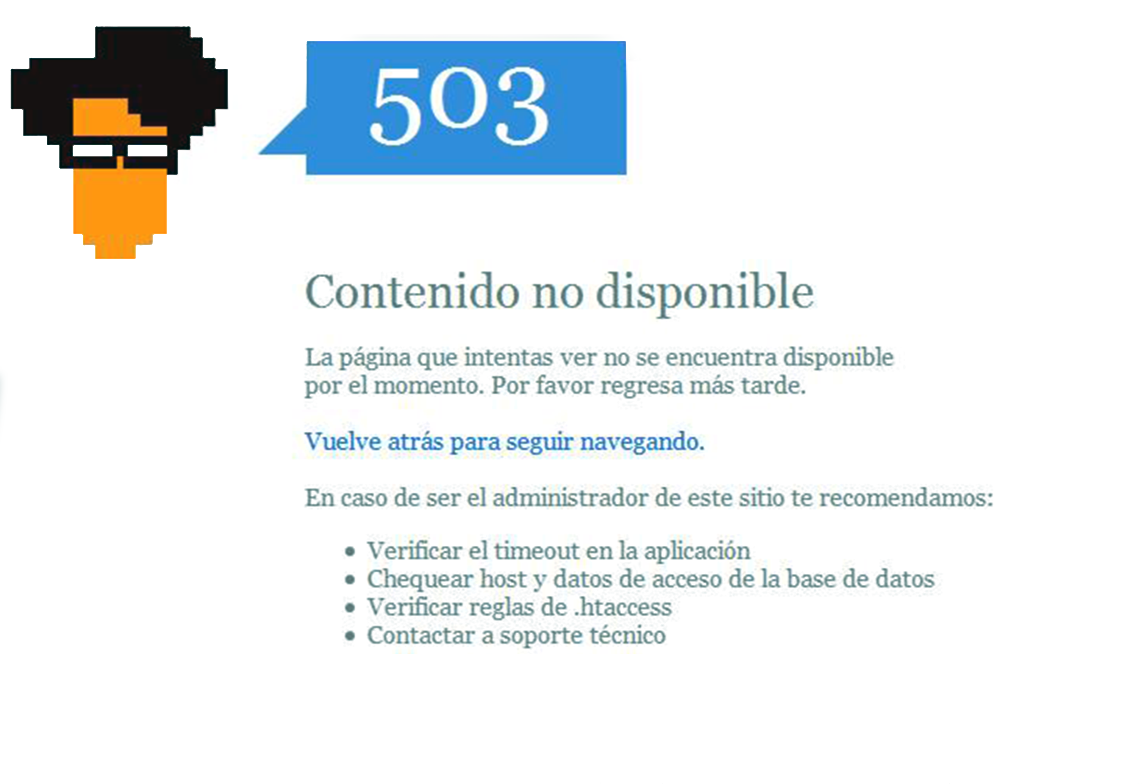 503
Contenido no disponible
La página que intentas ver no se encuentra disponible
por el momento. Por favor regresa más tarde.
Vuelve atrás para seguir navegando.
En caso de ser el administrador de este sitio te recomendamos:
• Verificar el timeout en la aplicación
• Chequear host y datos de acceso de la base de datos
• Verificar reglas de .htaccess
• Contactar a soporte técnico